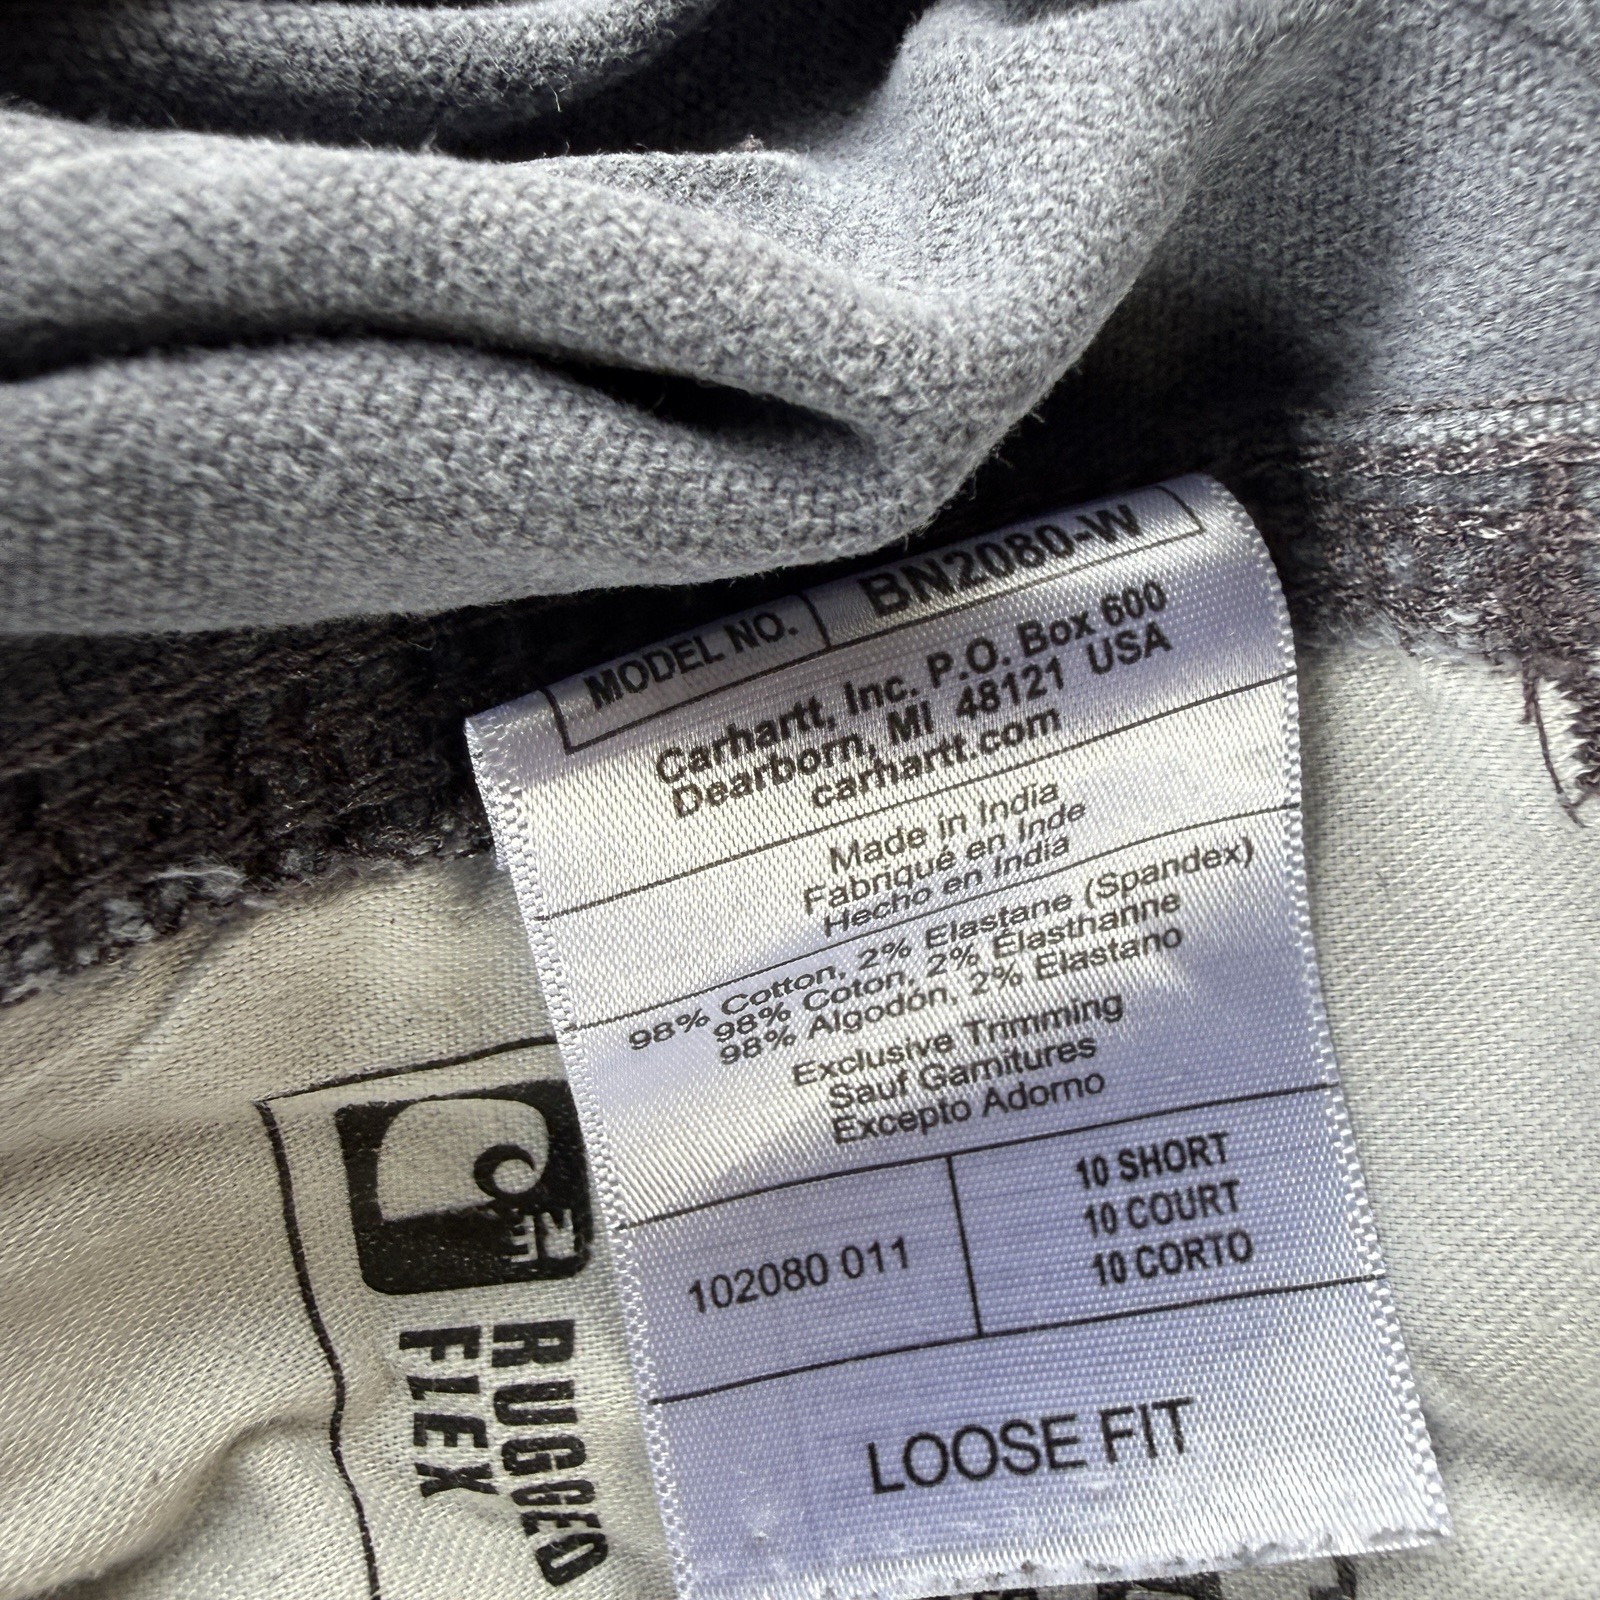 MODEL NO. BN2080-W
Carhartt, Inc. P.O. Box 600
Dearborn, MI 48121 USA
carhartt.com
Made in India
Fabriqué en Inde
Hecho en India
98% Cotton, 2% Elastane (Spandex)
98% Coton, 2% Élasthanne
98% Algodón, 2% Elastano
Exclusive Trimming
Sauf Garnitures
Excepto Adorno
102080 011
10 SHORT
10 COURT
10 CORTO
LOOSE FIT
RUGGED
FLEX